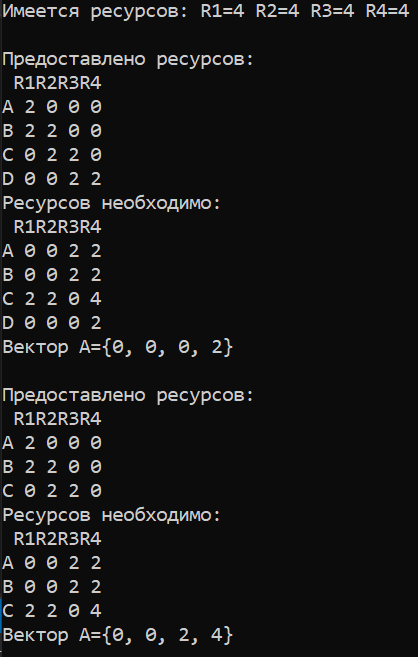 Имеется ресурсов: R1=4 R2=4 R3=4 R4=4
Предоставлено ресурсов:
R1R2R3R4
A 2 0 0 0
B 2 2 0 0
C 0 2 2 0
D 0 0 2 2
Ресурсов необходимо:
R1R2R3R4
A 0 0 2 2
B 0 0 2 2
C 2 2 0 4
D 0 0 0 2
Вектор A={0, 0, 0, 2}
Предоставлено ресурсов:
R1R2R3R4
A 2 0 0 0
B 2 2 0 0
C 0 2 2 0
Ресурсов необходимо:
R1R2R3R4
A 0 0 2 2
B 0 0 2 2
C 2 2 0 4
Вектор A={0, 0, 2, 4}